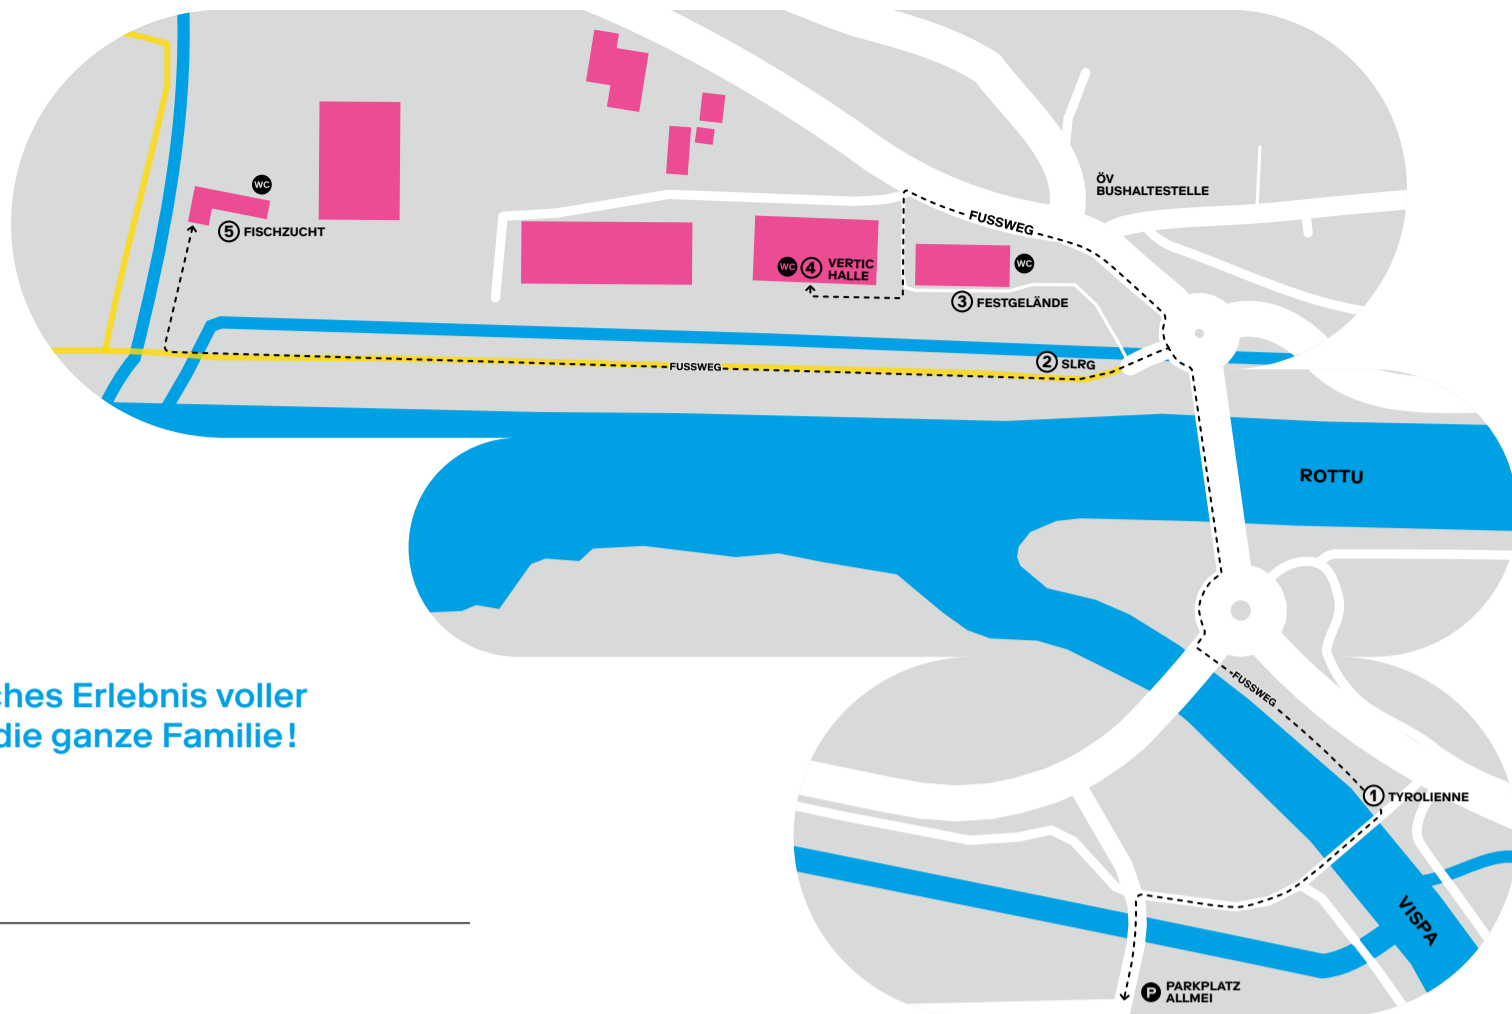 ÖV
BUSHALTESTELLE
WC
5 FISCHZUCHT
FUSSWEG
WC 4 VERTIC
HALLE
WC
3 FESTGELÄNDE
2 SLRG
FUSSWEG
ROTTU
FUSSWEG
ches Erlebnis voller
die ganze Familie!
1 TYROLIENNE
VISPA
P PARKPLATZ
ALLMEI